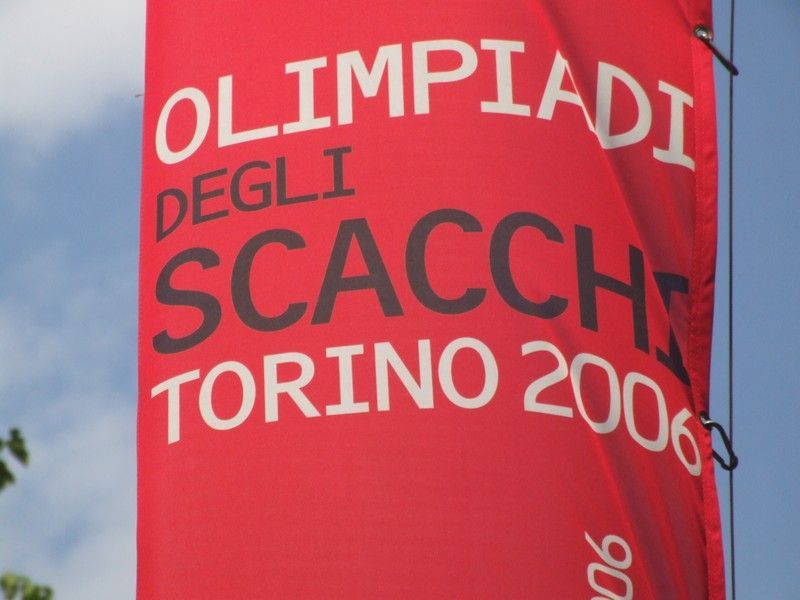 OLIMPIADI
DEGLI
SCACCHI
TORINO 2006